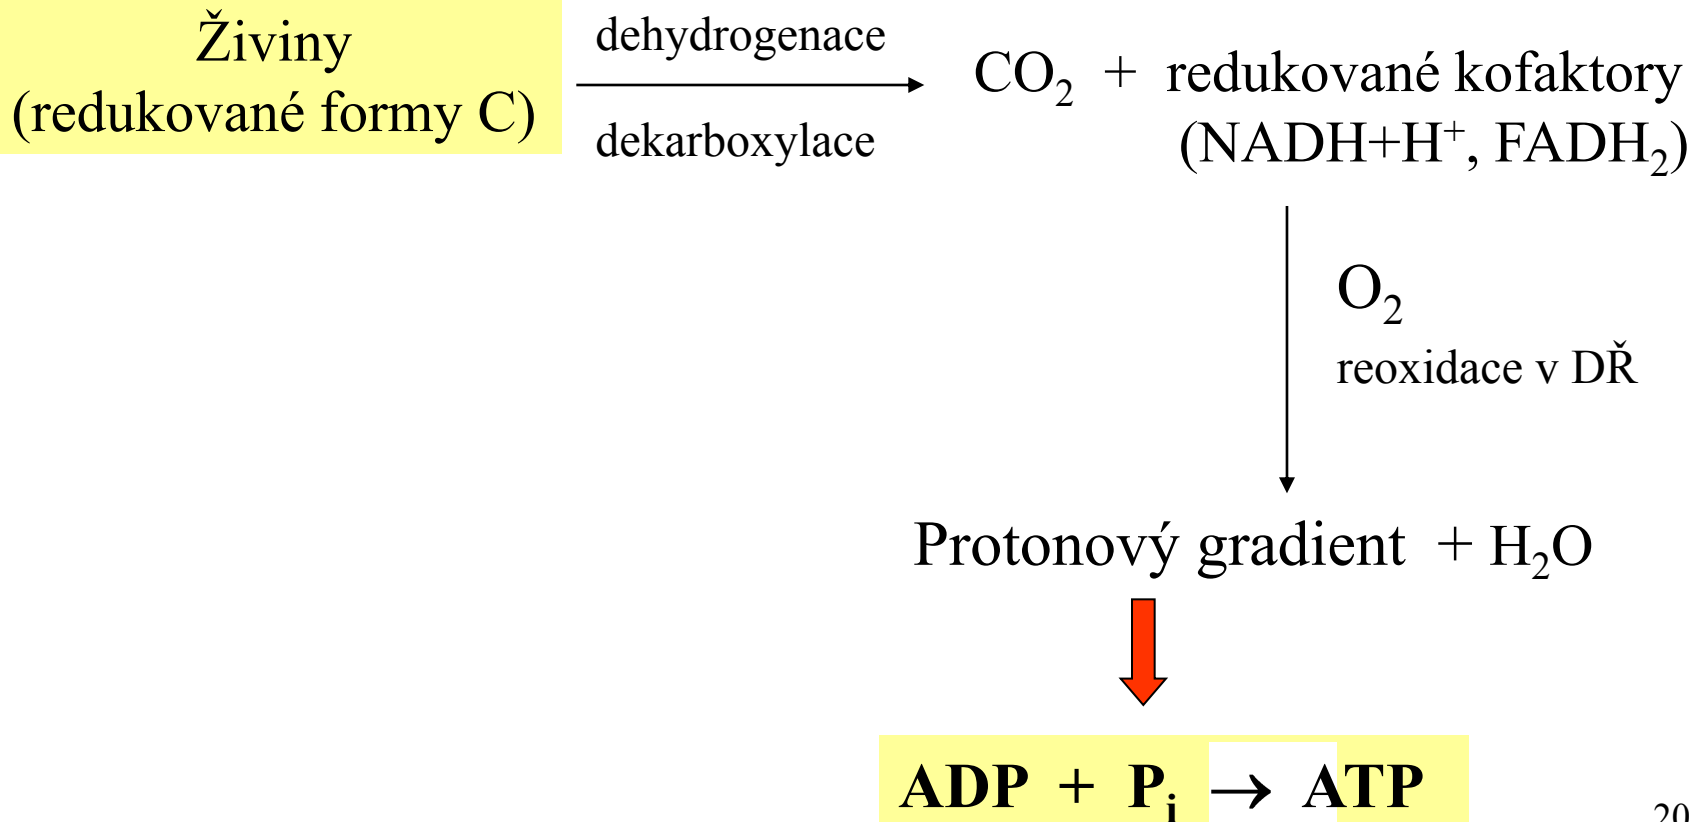 Živiny
(redukované formy C)
dehydrogenace
dekarboxylace
CO₂ + redukované kofaktory
(NADH+H⁺, FADH₂)
O₂
reoxidace v DŘ
Protonový gradient + H₂O
ADP + Pᵢ → ATP
20